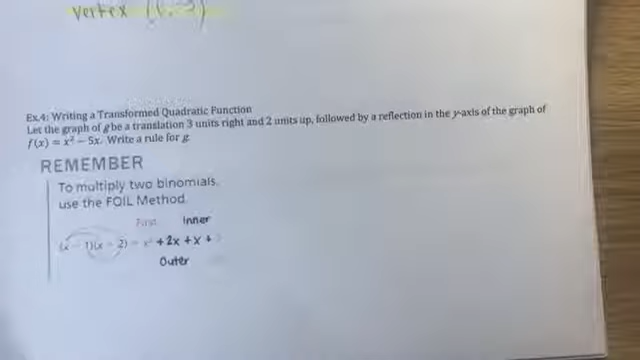 vertex
Ex.4: Writing a Transformed Quadratic Function
Let the graph of g be a translation 3 units right and 2 units up, followed by a reflection in the y-axis of the graph of
f(x) = x² − 5x. Write a rule for g.
REMEMBER
To multiply two binomials,
use the FOIL Method.
First Inner
2) = x² + 2x + x +
Outer